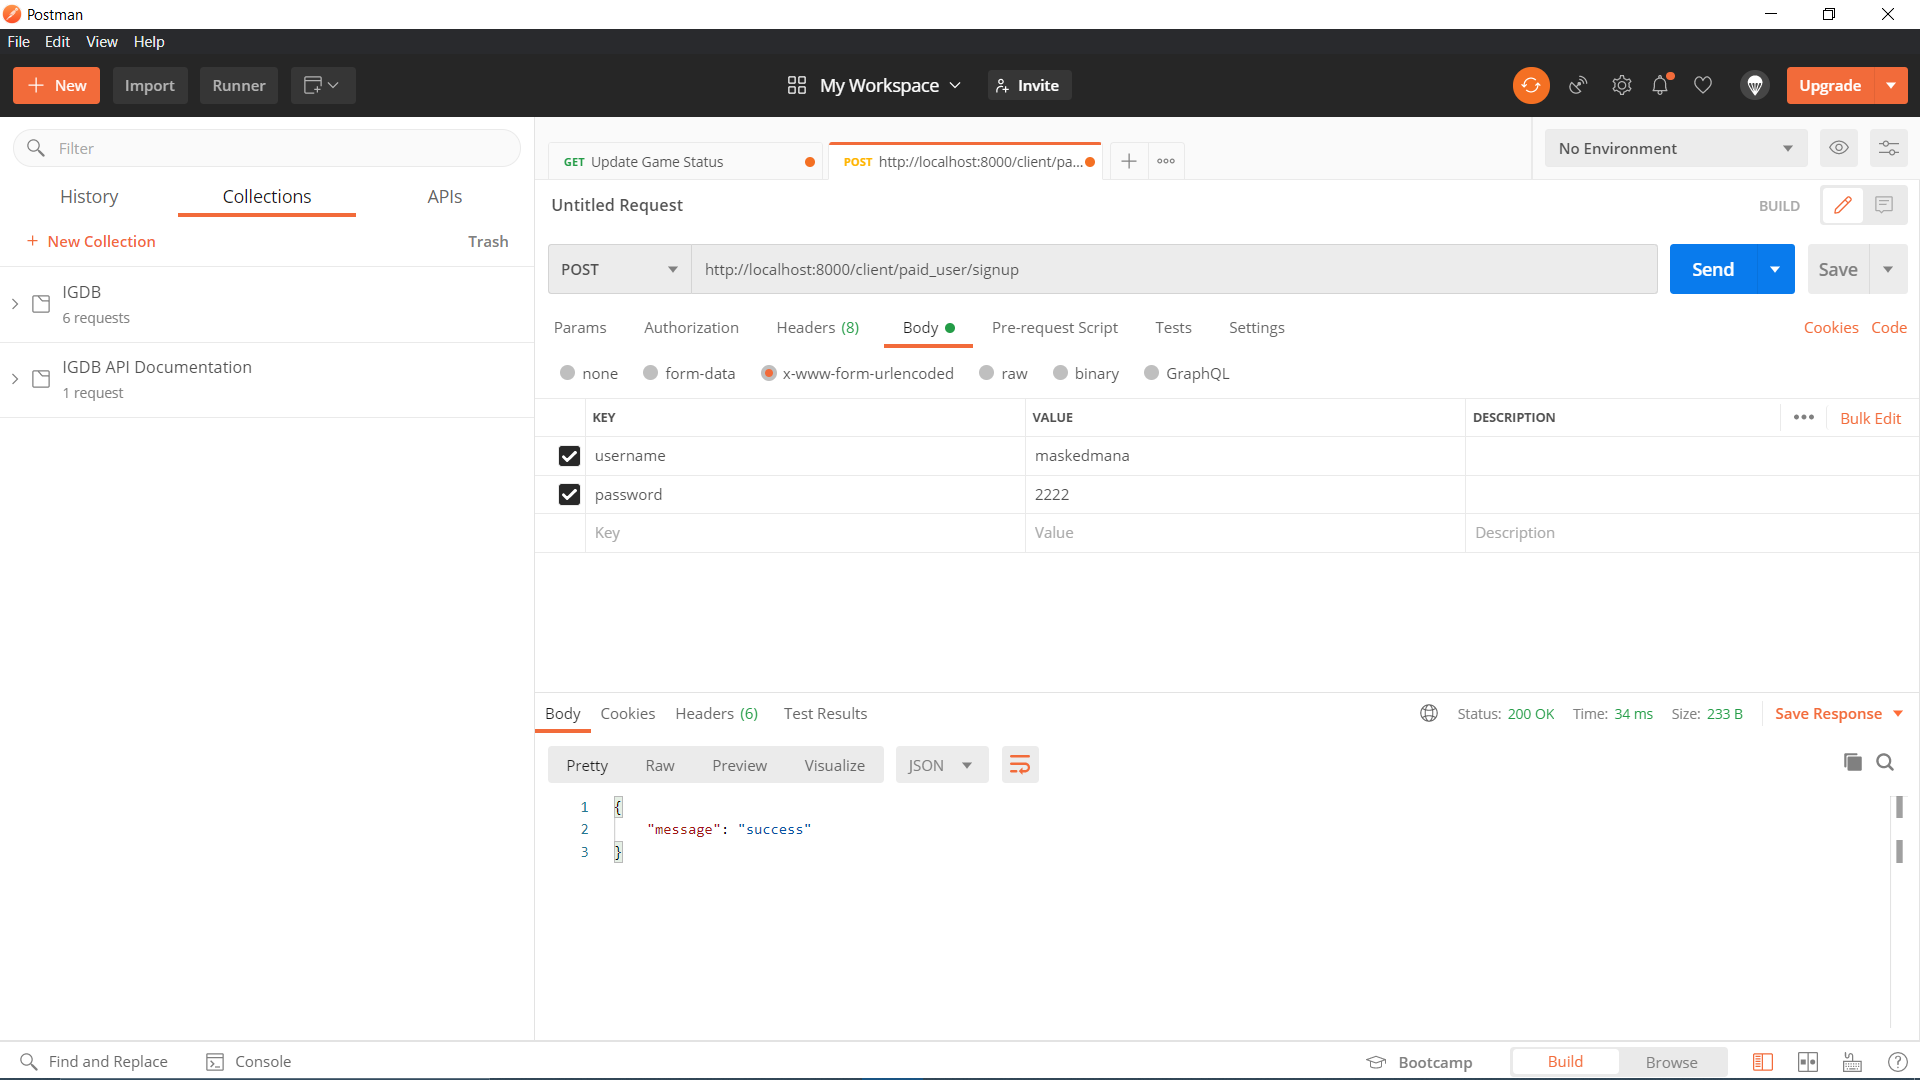 Postman
File Edit View Help
New Import Runner My Workspace Invite Upgrade
Filter
History Collections APIs
+ New Collection Trash
IGDB
6 requests
IGDB API Documentation
1 request
GET Update Game Status POST http://localhost:8000/client/pa... No Environment
Untitled Request BUILD
POST http://localhost:8000/client/paid_user/signup Send Save
Params Authorization Headers (8) Body Pre-request Script Tests Settings Cookies Code
none form-data x-www-form-urlencoded raw binary GraphQL
KEY VALUE DESCRIPTION Bulk Edit
username maskedmana
password 2222
Key Value Description
Body Cookies Headers (6) Test Results Status: 200 OK Time: 34 ms Size: 233 B Save Response
Pretty Raw Preview Visualize JSON
1 {
2 "message": "success"
3 }
Find and Replace Console Bootcamp Build Browse